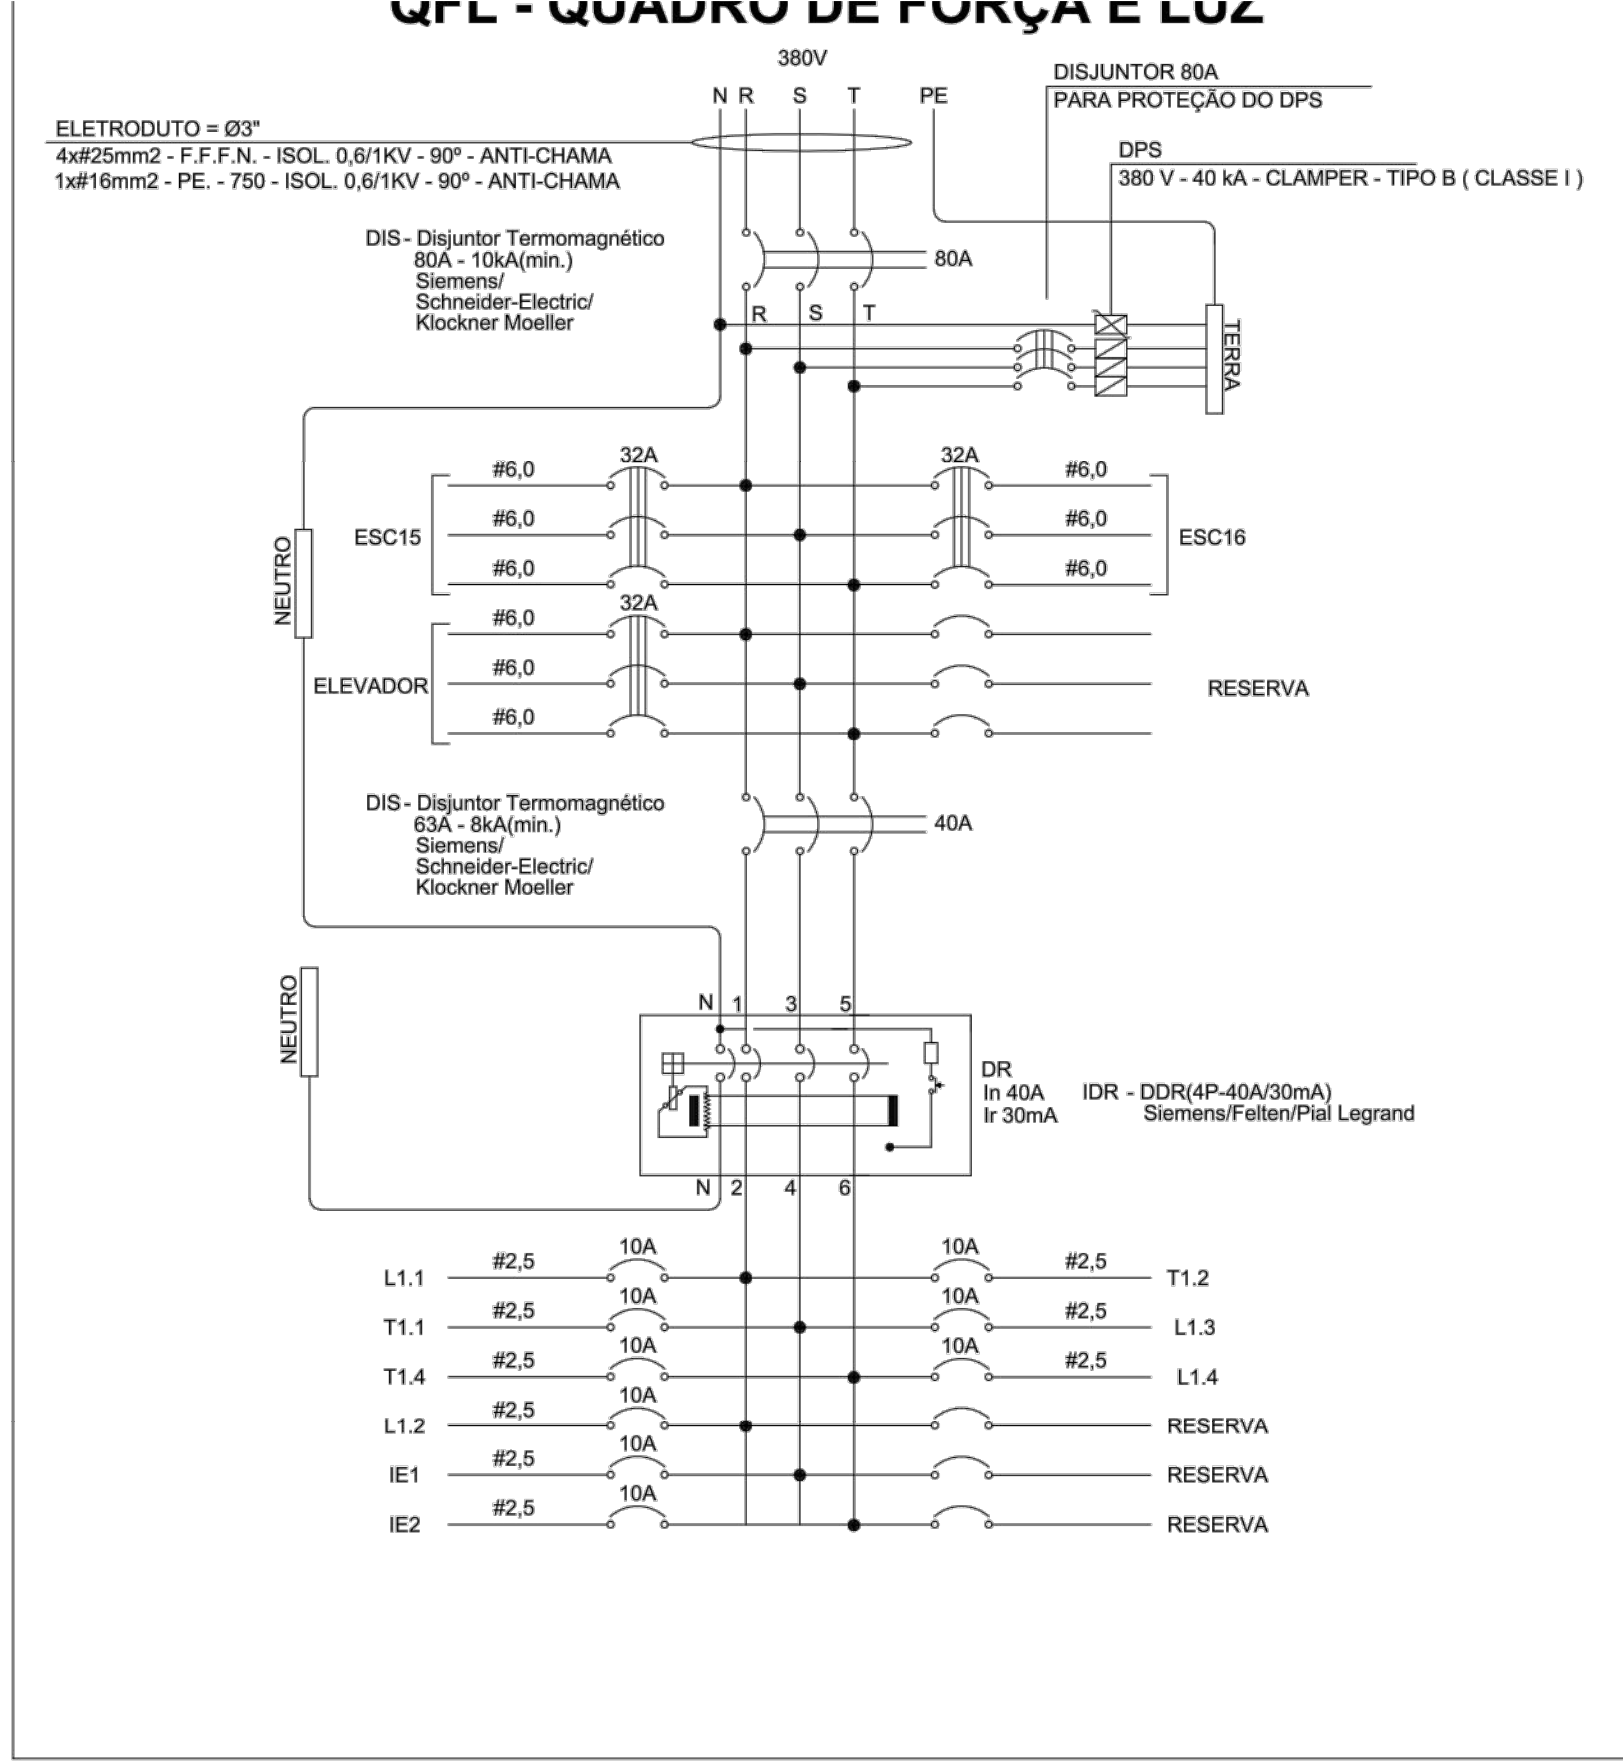 QFL - QUADRO DE FORÇA E LUZ
380V
N R S T PE
DISJUNTOR 80A
PARA PROTEÇÃO DO DPS
ELETRODUTO = Ø3"
4x#25mm2 - F.F.F.N. - ISOL. 0,6/1KV - 90º - ANTI-CHAMA
1x#16mm2 - PE. - 750 - ISOL. 0,6/1KV - 90º - ANTI-CHAMA
DPS
380 V - 40 kA - CLAMPER - TIPO B ( CLASSE I )
DIS - Disjuntor Termomagnético
80A - 10kA(min.)
Siemens/
Schneider-Electric/
Klockner Moeller
80A
R S T
TERRA
32A 32A
#6,0 #6,0
#6,0 #6,0
ESC15 ESC16
#6,0 #6,0
NEUTRO
32A
#6,0
#6,0
ELEVADOR RESERVA
#6,0
DIS - Disjuntor Termomagnético
63A - 8kA(min.)
Siemens/
Schneider-Electric/
Klockner Moeller
40A
NEUTRO
N 1 3 5
DR
In 40A
Ir 30mA
IDR - DDR(4P-40A/30mA)
Siemens/Felten/Pial Legrand
N 2 4 6
10A 10A
L1.1 #2,5 #2,5 T1.2
10A 10A
T1.1 #2,5 #2,5 L1.3
10A 10A
T1.4 #2,5 #2,5 L1.4
10A
L1.2 #2,5 RESERVA
10A
IE1 #2,5 RESERVA
10A
IE2 #2,5 RESERVA